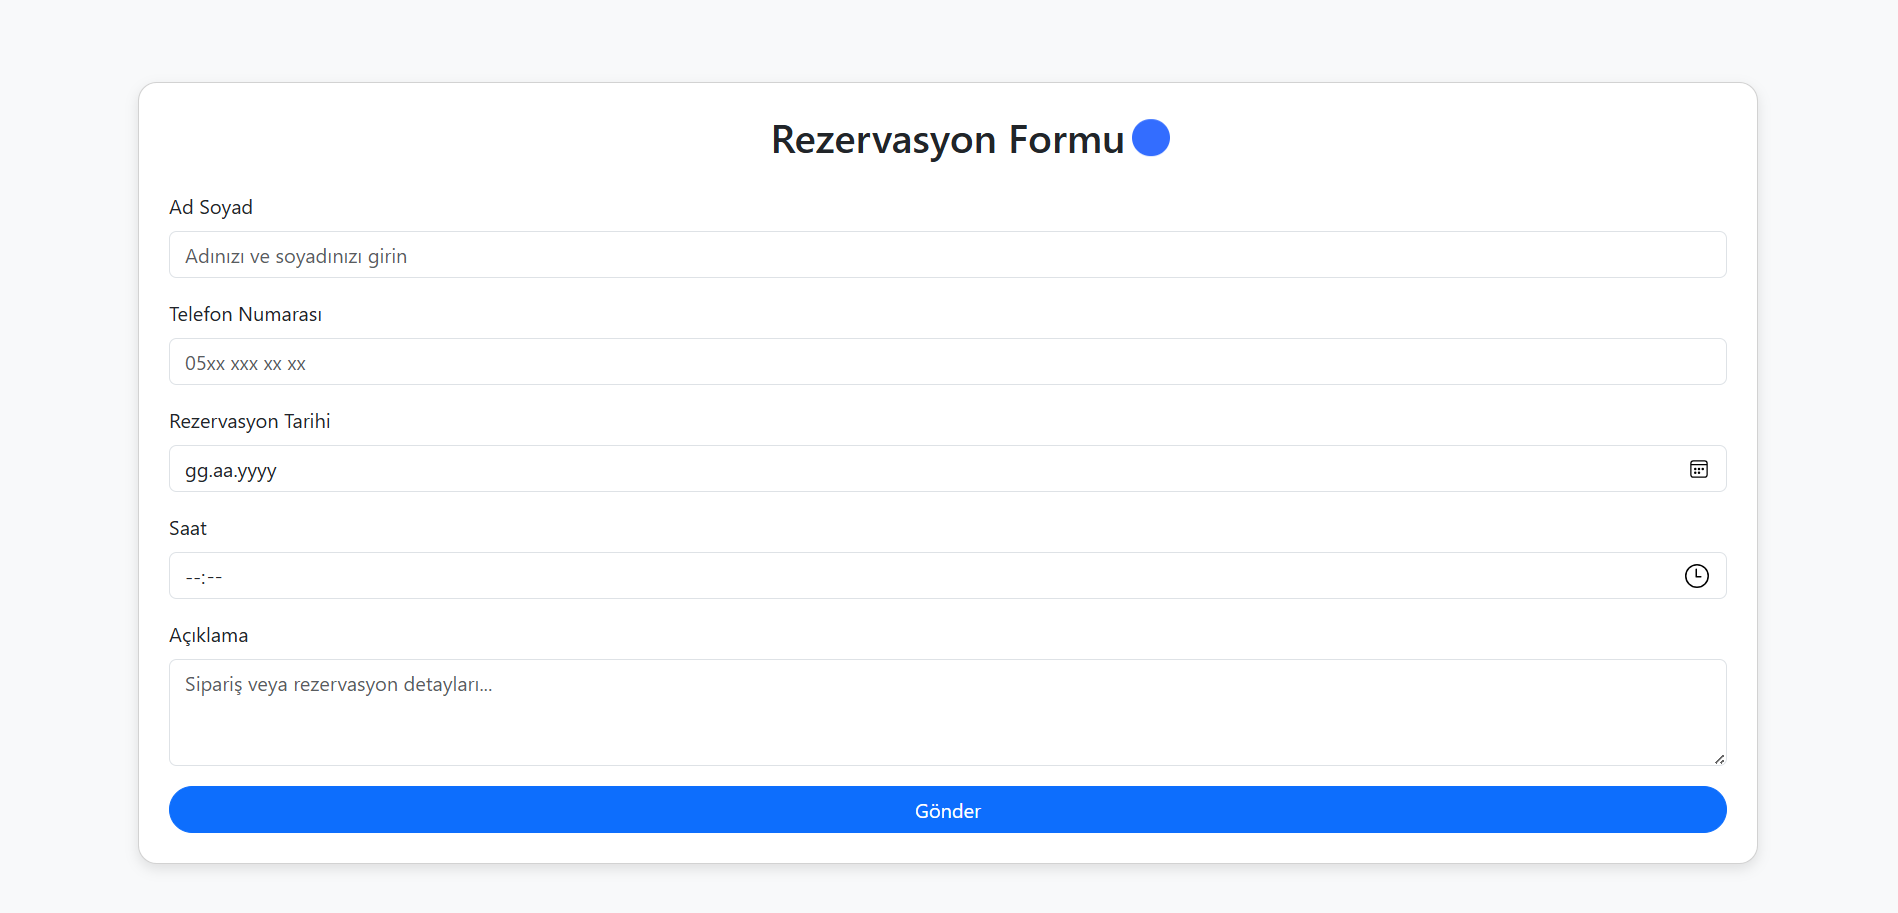 Rezervasyon Formu
Ad Soyad
Adınızı ve soyadınızı girin
Telefon Numarası
05xx xxx xx xx
Rezervasyon Tarihi
gg.aa.yyyy
Saat
--:--
Açıklama
Sipariş veya rezervasyon detayları...
Gönder